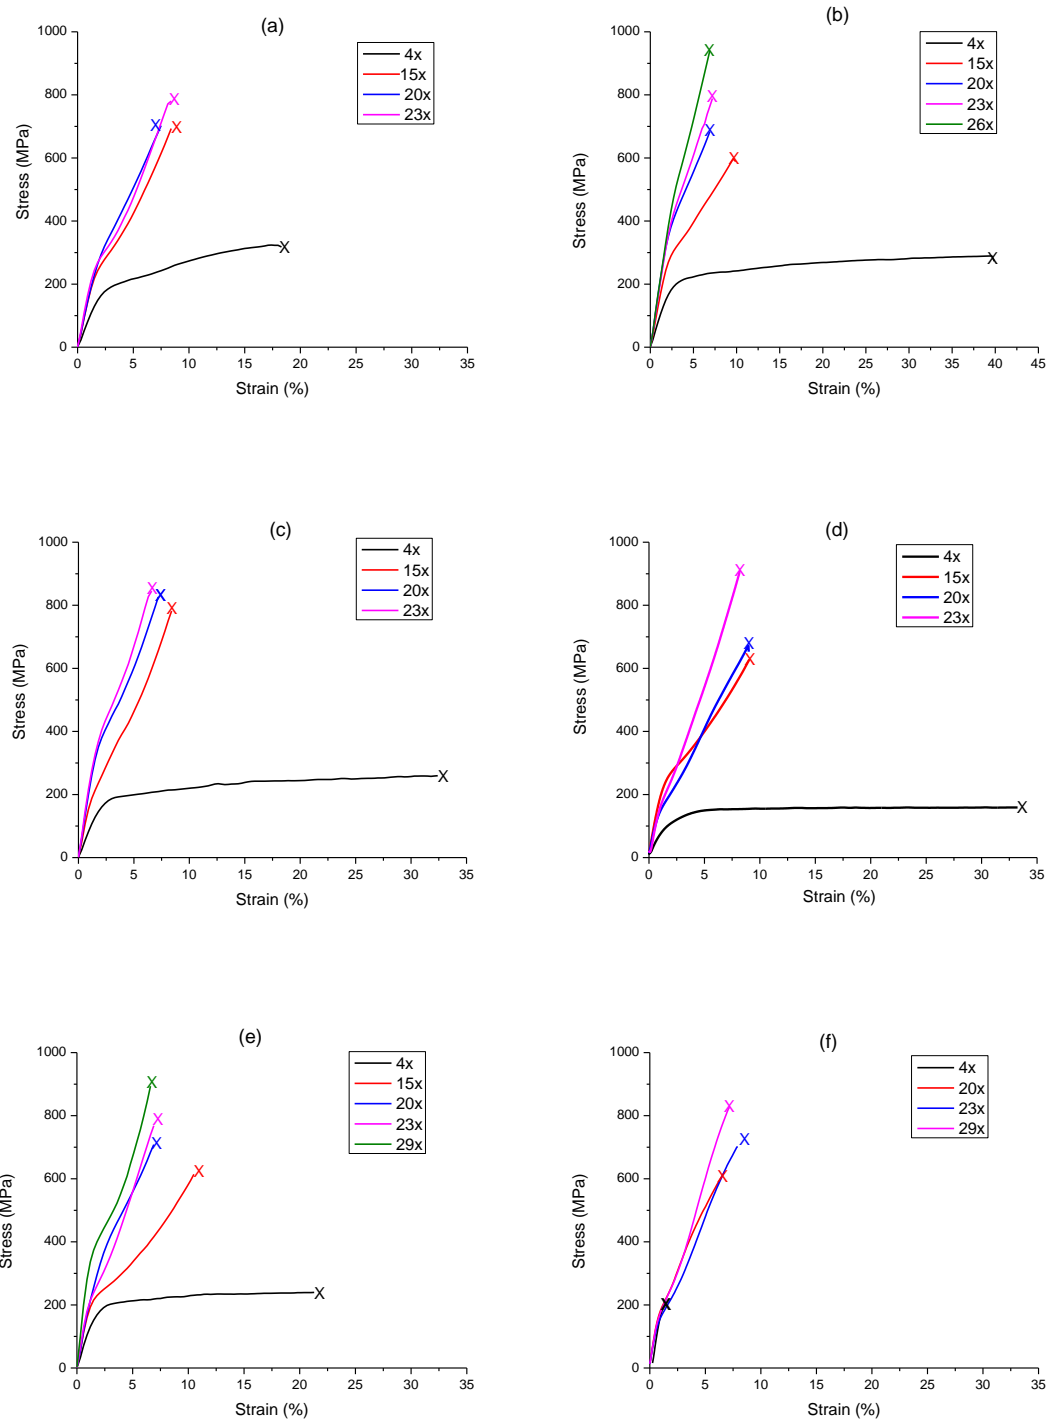 (a)
1000
800
600
400
200
0
Stress (MPa)
0 5 10 15 20 25 30 35
Strain (%)
4x
15x
20x
23x
X X X X
(b)
1000
800
600
400
200
0
Stress (MPa)
0 5 10 15 20 25 30 35 40 45
Strain (%)
4x
15x
20x
23x
26x
X X X X X
(c)
1000
800
600
400
200
0
Stress (MPa)
0 5 10 15 20 25 30 35
Strain (%)
4x
15x
20x
23x
X X X X
(d)
1000
800
600
400
200
0
Stress (MPa)
0 5 10 15 20 25 30 35
Strain (%)
4x
15x
20x
23x
X X X X
(e)
1000
800
600
400
200
0
Stress (MPa)
0 5 10 15 20 25 30 35
Strain (%)
4x
15x
20x
23x
29x
X X X X X
(f)
1000
800
600
400
200
0
Stress (MPa)
0 5 10 15 20 25 30 35
Strain (%)
4x
20x
23x
29x
X X X X